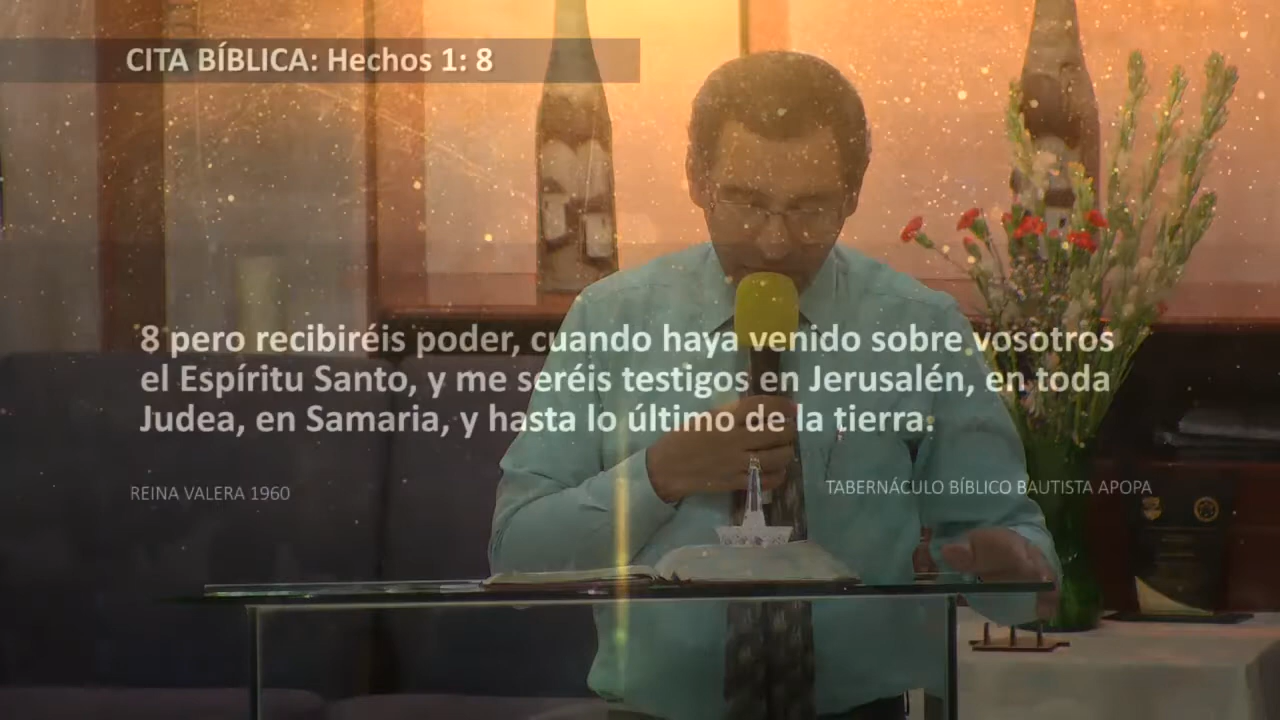 CITA BÍBLICA: Hechos 1: 8
8 pero recibiréis poder, cuando haya venido sobre vosotros
el Espíritu Santo, y me seréis testigos en Jerusalén, en toda
Judea, en Samaria, y hasta lo último de la tierra.
REINA VALERA 1960
TABERNÁCULO BÍBLICO BAUTISTA APOPA